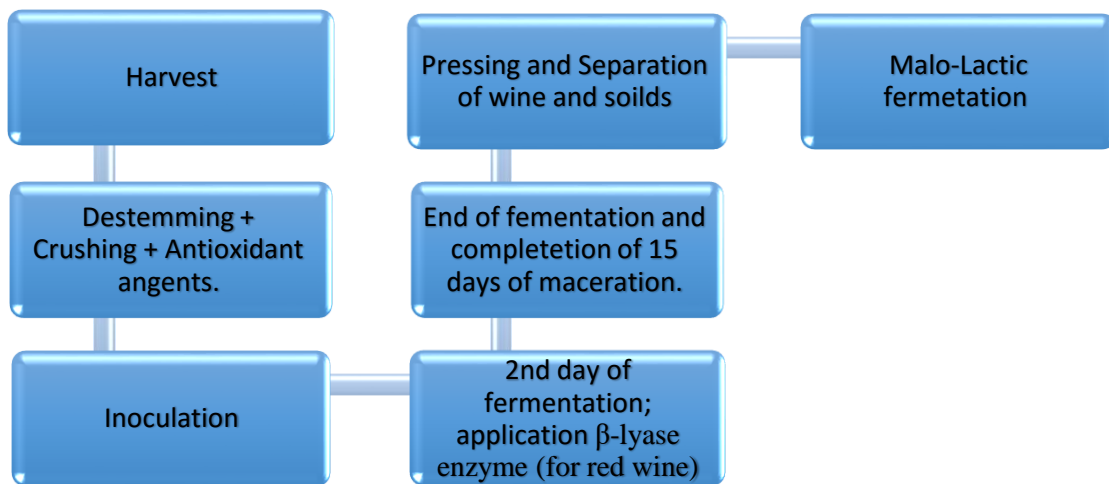 Harvest
Destemming +
Crushing + Antioxidant
angents.
Inoculation
2nd day of
fermentation;
application β-lyase
enzyme (for red wine)
End of fementation and
completetion of 15
days of maceration.
Pressing and Separation
of wine and soilds
Malo-Lactic
fermetation